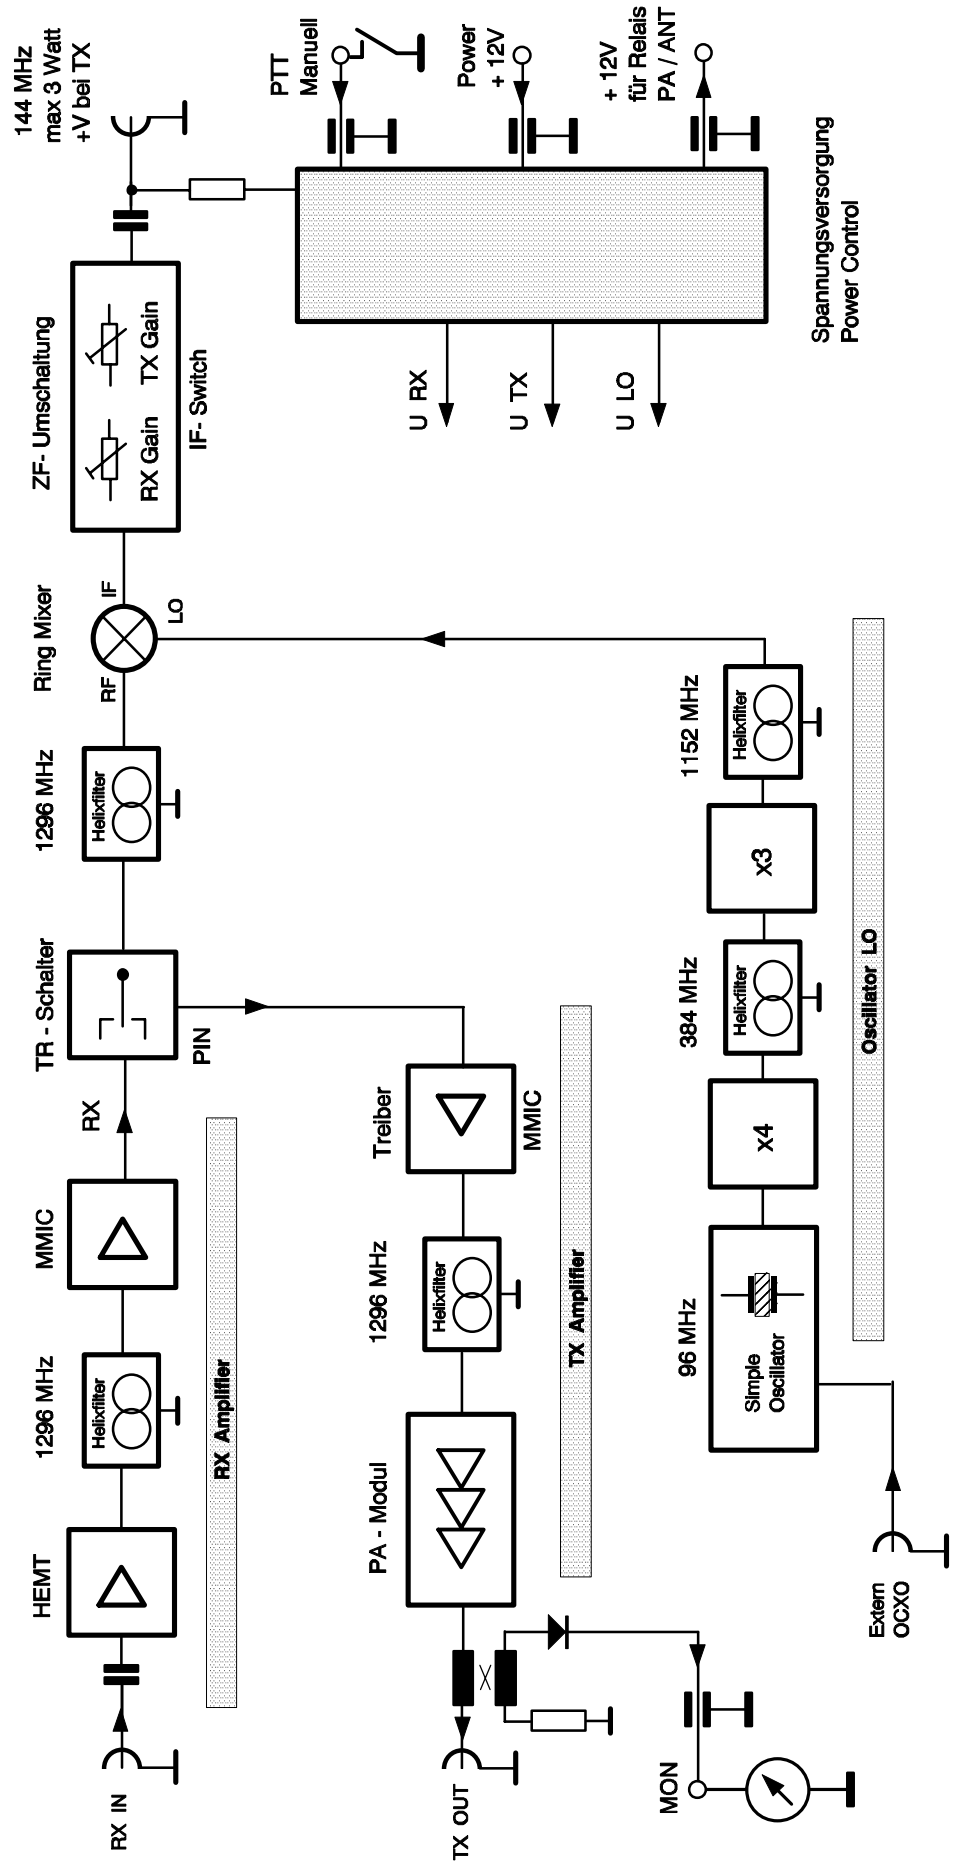 RX IN
HEMT
1296 MHz
Helixfilter
MMIC
RX
TR - Schalter
PIN
1296 MHz
Helixfilter
Ring Mixer
RF
IF
LO
ZF- Umschaltung
RX Gain
TX Gain
IF- Switch
144 MHz
max 3 Watt
+V bei TX
RX Amplifier
TX OUT
PA - Modul
1296 MHz
Helixfilter
Treiber
MMIC
TX Amplifier
U RX
U TX
U LO
PTT
Manuell
Power
+ 12V
+ 12V
für Relais
PA / ANT
Spannungsversorgung
Power Control
MON
96 MHz
Simple
Oscillator
x4
384 MHz
Helixfilter
x3
1152 MHz
Helixfilter
Oscillator LO
Extern
OCXO